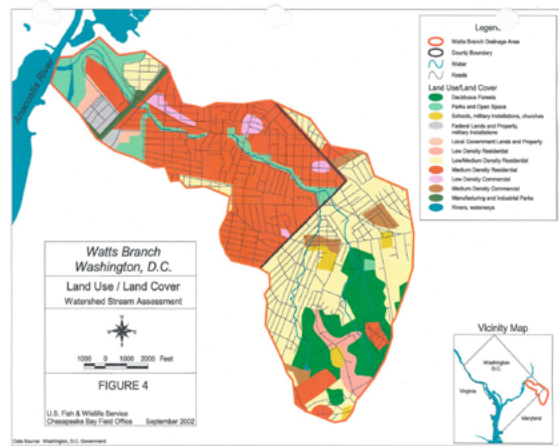 Legend
Watts Branch Drainage Area
County Boundary
Water
Roads
Land Use/Land Cover
Deciduous Forests
Parks and Open Space
Schools, military installations, churches
Federal Lands and Property,
military installations
Local Government Lands and Property
Low Density Residential
Low/Medium Density Residential
Medium Density Residential
Low Density Commercial
Medium Density Commercial
Manufacturing and Industrial Parks
Rivers, waterways
Anacostia River
Watts Branch
Washington, D.C.
Land Use / Land Cover
Watershed Stream Assessment
1000 0 1000 2000 Feet
FIGURE 4
U.S. Fish & Wildlife Service
Chesapeake Bay Field Office September 2002
Data Source: Washington, D.C. Government
Vicinity Map
Washington
D.C.
Virginia
Maryland